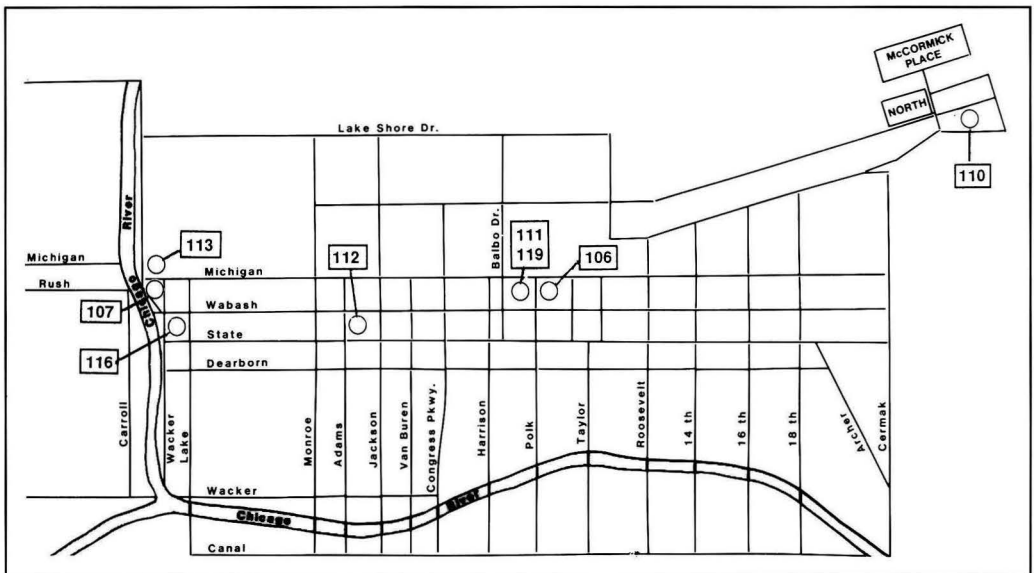 McCORMICK
PLACE
NORTH
110
Lake Shore Dr.
River
Balbo Dr.
111
119
106
112
113
Michigan
Michigan
Rush
Chicago
107
Wabash
116
State
Dearborn
Carroll
Wacker
Lake
Monroe
Adams
Jackson
Van Buren
Congress Pkwy.
Harrison
Polk
Taylor
Roosevelt
14 th
16 th
18 th
Archer
Cermak
Wacker
River
Chicago
Canal